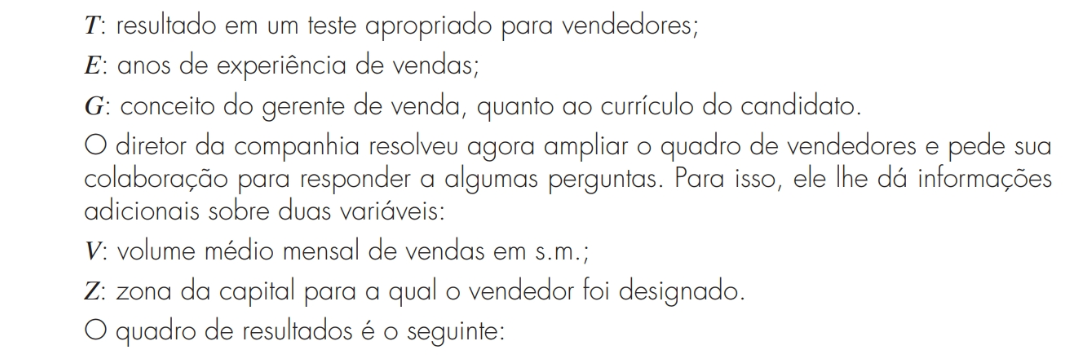 T: resultado em um teste apropriado para vendedores;
E: anos de experiência de vendas;
G: conceito do gerente de venda, quanto ao currículo do candidato.
O diretor da companhia resolveu agora ampliar o quadro de vendedores e pede sua
colaboração para responder a algumas perguntas. Para isso, ele lhe dá informações
adicionais sobre duas variáveis:
V: volume médio mensal de vendas em s.m.;
Z: zona da capital para a qual o vendedor foi designado.
O quadro de resultados é o seguinte: